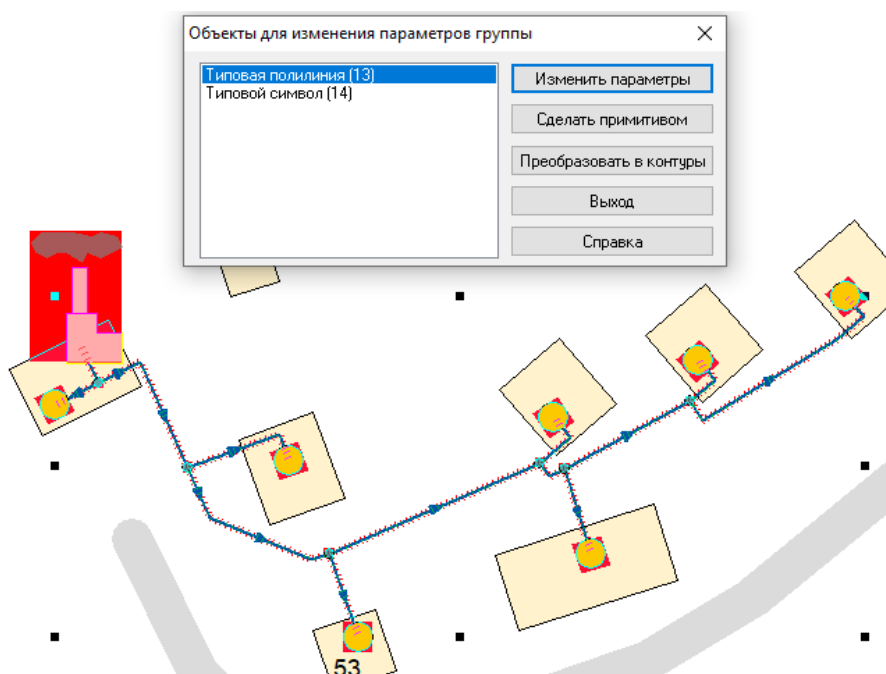 Объекты для изменения параметров группы
Типовая полилиния (13)
Типовой символ (14)
Изменить параметры
Сделать примитивом
Преобразовать в контуры
Выход
Справка
53